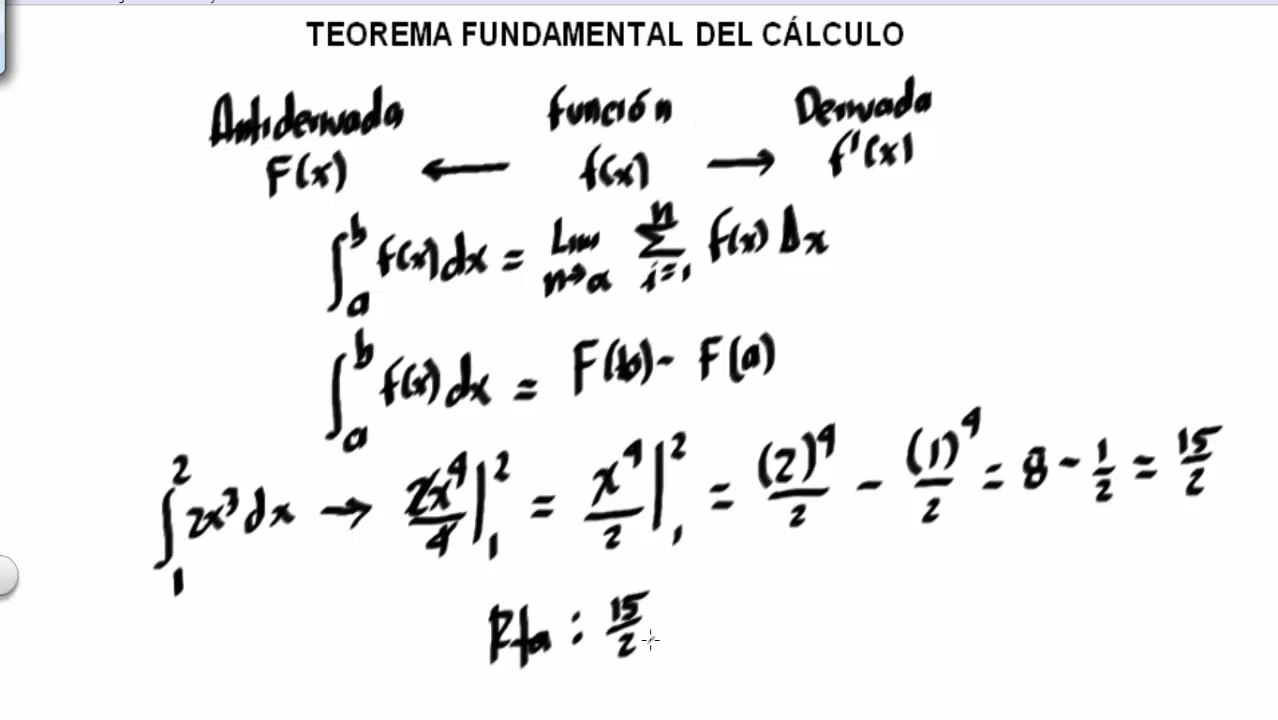 TEOREMA FUNDAMENTAL DEL CÁLCULO
Antiderivada función Derivada
F(x) ← f(x) → f'(x)
∫_a^b f(x)dx = Lim_{n→α} Σ_{i=1}^n f(x) Δx
∫_a^b f(x)dx = F(b) - F(a)
∫_1^2 2x³dx → 2x⁴/4 |_1^2 = x⁴/2 |_1^2 = (2)⁴/2 - (1)⁴/2 = 8 - 1/2 = 15/2
Rta : 15/2